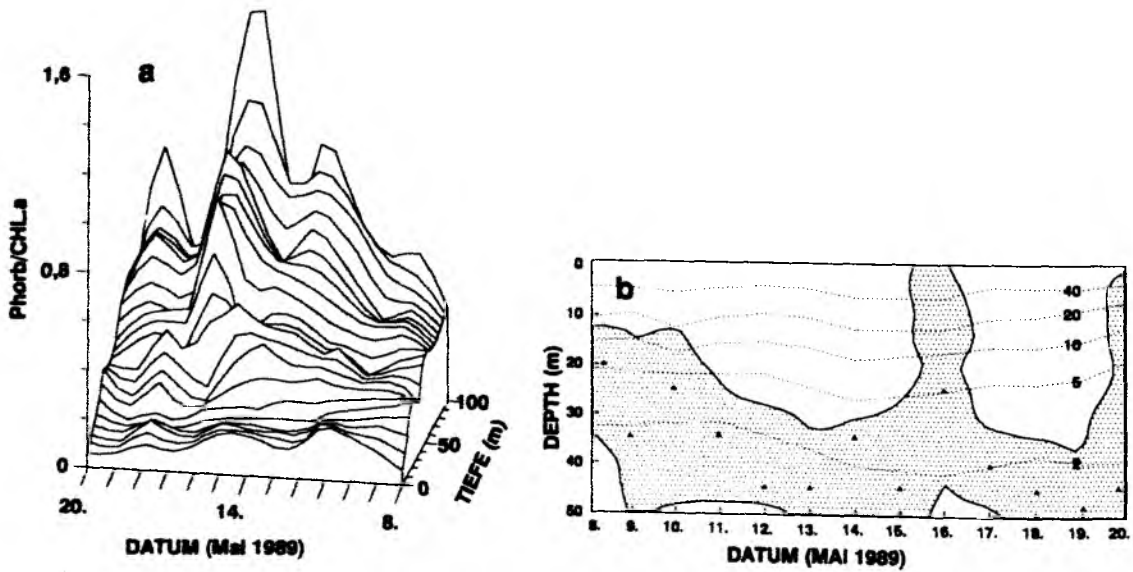 a
1,6
0,8
0
Phorb/CHL.a
20.
14.
8.
DATUM (Mai 1989)
100
50
0
TIEFE (m)
b
0
10
20
30
40
50
DEPTH (m)
40
20
10
5
2
8. 9. 10. 11. 12. 13. 14. 15. 16. 17. 18. 19. 20.
DATUM (MAI 1989)